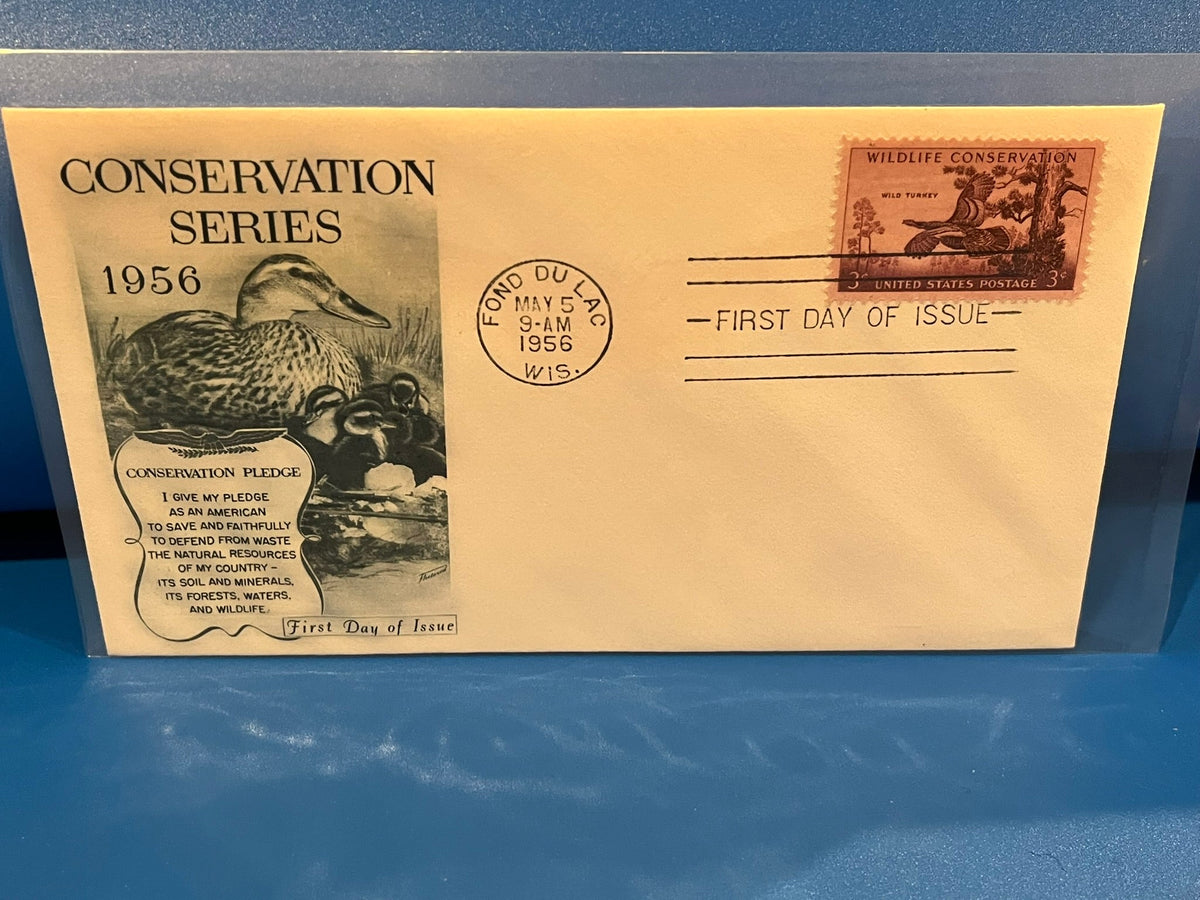 CONSERVATION
SERIES
1956
CONSERVATION PLEDGE
I GIVE MY PLEDGE
AS AN AMERICAN
TO SAVE AND FAITHFULLY
TO DEFEND FROM WASTE
THE NATURAL RESOURCES
OF MY COUNTRY –
ITS SOIL AND MINERALS,
ITS FORESTS, WATERS,
AND WILDLIFE.
First Day of Issue
FOND DU LAC
MAY 5
9-AM
1956
WIS.
WILDLIFE CONSERVATION
WILD TURKEY
3¢ UNITED STATES POSTAGE 3¢
FIRST DAY OF ISSUE